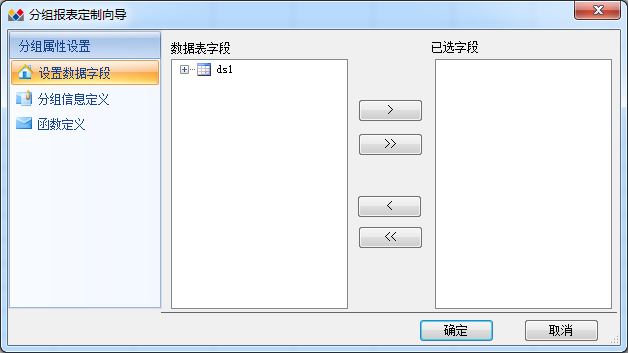 分组报表定制向导
分组属性设置
设置数据字段
分组信息定义
函数定义
数据表字段
ds1
>
>>
<
<<
已选字段
确定
取消